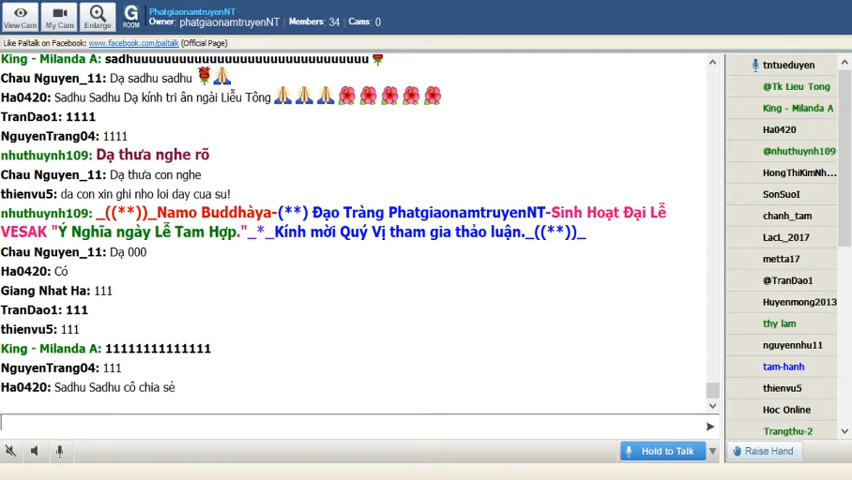 View Cam
My Cam
Enlarge
G
ROOM
PhatgiaonamtruyenNT
Owner: phatgiaonamtruyenNT | Members: 34 | Cams: 0
Like Paltalk on Facebook: www.facebook.com/paltalk (Official Page)
King - Milanda A: sadhuuuuuuuuuuuuuuuuuuuuuuuuuuuuuuu
Chau Nguyen_11: Dạ sadhu sadhu
Ha0420: Sadhu Sadhu Dạ kính tri ân ngài Liễu Tông
TranDao1: 1111
NguyenTrang04: 1111
nhuthuynh109: Dạ thưa nghe rõ
Chau Nguyen_11: Dạ thưa con nghe
thienvu5: da con xin ghi nho loi day cua su!
nhuthuynh109: _((**))_Namo Buddhàya-(**) Đạo Tràng PhatgiaonamtruyenNT-Sinh Hoạt Đại Lễ
VESAK "Ý Nghĩa ngày Lễ Tam Hợp."_*_Kính mời Quý Vị tham gia thảo luận._((**))_
Chau Nguyen_11: Dạ 000
Ha0420: Có
Giang Nhat Ha: 111
TranDao1: 111
thienvu5: 111
King - Milanda A: 11111111111111
NguyenTrang04: 111
Ha0420: Sadhu Sadhu cô chia sẻ
Hold to Talk
tntueduyen
@Tk Lieu Tong
King - Milanda A
Ha0420
@nhuthuynh109
HongThiKimNh...
SonSuoI
chanh_tam
LacL_2017
metta17
@TranDao1
Huyenmong2013
thy lam
nguyennhu11
tam-hanh
thienvu5
Hoc Online
Trangthu-2
Raise Hand